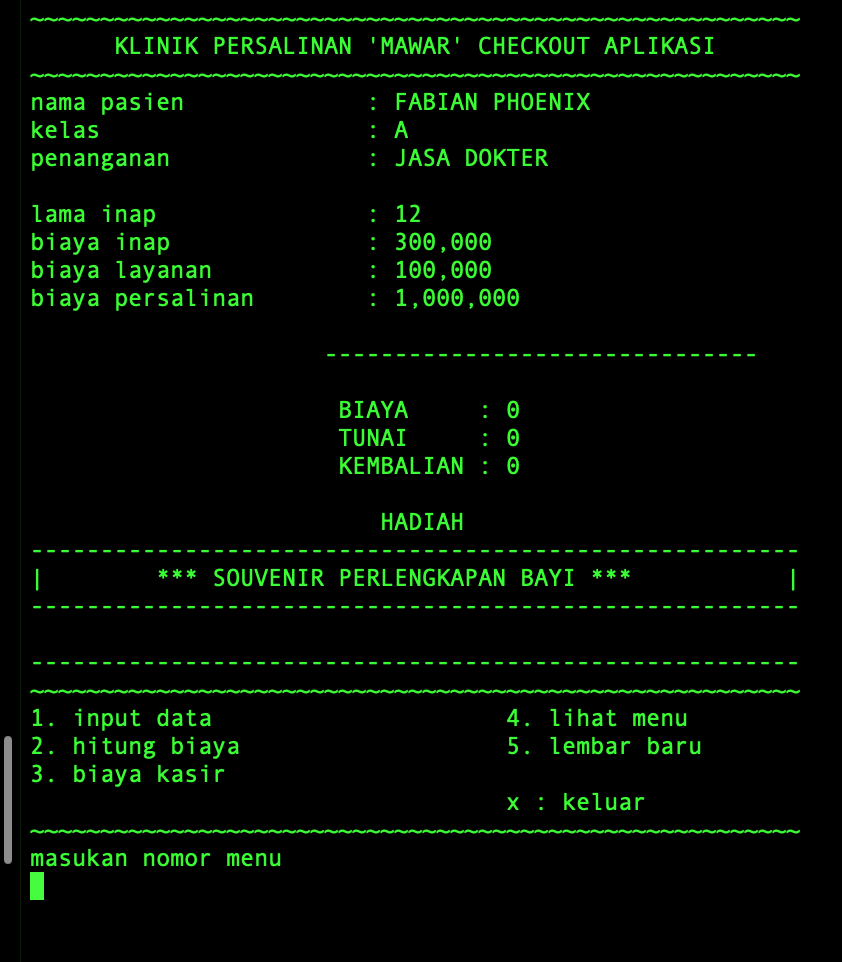 ~~~~~~~~~~~~~~~~~~~~~~~~~~~~~~~~~~~~~~~~~~~~~~~~~~~~~~~
KLINIK PERSALINAN 'MAWAR' CHECKOUT APLIKASI
~~~~~~~~~~~~~~~~~~~~~~~~~~~~~~~~~~~~~~~~~~~~~~~~~~~~~~~
nama pasien : FABIAN PHOENIX
kelas : A
penanganan : JASA DOKTER
lama inap : 12
biaya inap : 300,000
biaya layanan : 100,000
biaya persalinan : 1,000,000
-------------------------------
BIAYA : 0
TUNAI : 0
KEMBALIAN : 0
HADIAH
-------------------------------------------------------
| *** SOUVENIR PERLENGKAPAN BAYI *** |
-------------------------------------------------------
-------------------------------------------------------
~~~~~~~~~~~~~~~~~~~~~~~~~~~~~~~~~~~~~~~~~~~~~~~~~~~~~~~
1. input data 4. lihat menu
2. hitung biaya 5. lembar baru
3. biaya kasir
x : keluar
~~~~~~~~~~~~~~~~~~~~~~~~~~~~~~~~~~~~~~~~~~~~~~~~~~~~~~~
masukan nomor menu